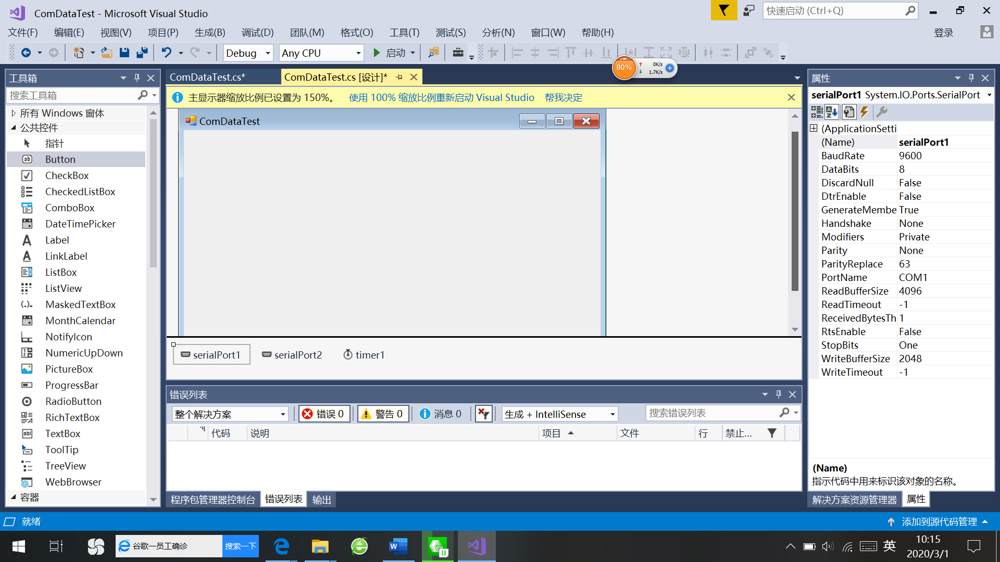 ComDataTest - Microsoft Visual Studio
快速启动 (Ctrl+Q)
文件(F) 编辑(E) 视图(V) 项目(P) 生成(B) 调试(D) 团队(M) 格式(O) 工具(T) 测试(S) 分析(N) 窗口(W) 帮助(H) 登录
Debug Any CPU 启动
80% 0K/s
1.7K/s
工具箱
搜索工具箱
所有 Windows 窗体
公共控件
指针
Button
CheckBox
CheckedListBox
ComboBox
DateTimePicker
Label
LinkLabel
ListBox
ListView
MaskedTextBox
MonthCalendar
NotifyIcon
NumericUpDown
PictureBox
ProgressBar
RadioButton
RichTextBox
TextBox
ToolTip
TreeView
WebBrowser
容器
ComDataTest.cs* ComDataTest.cs [设计]*
主显示器缩放比例已设置为 150%。 使用 100% 缩放比例重新启动 Visual Studio 帮我决定
ComDataTest
serialPort1 serialPort2 timer1
错误列表
整个解决方案 错误 0 警告 0 消息 0 生成 + IntelliSense 搜索错误列表
代码 说明 项目 文件 行 禁止...
程序包管理器控制台 错误列表 输出
属性
serialPort1 System.IO.Ports.SerialPort
(ApplicationSetti
(Name) serialPort1
BaudRate 9600
DataBits 8
DiscardNull False
DtrEnable False
GenerateMembe True
Handshake None
Modifiers Private
Parity None
ParityReplace 63
PortName COM1
ReadBufferSize 4096
ReadTimeout -1
ReceivedBytesTh 1
RtsEnable False
StopBits One
WriteBufferSize 2048
WriteTimeout -1
(Name)
指示代码中用来标识该对象的名称。
解决方案资源管理器 属性
就绪 添加到源代码管理
谷歌一员工确诊 搜索一下
英
10:15
2020/3/1